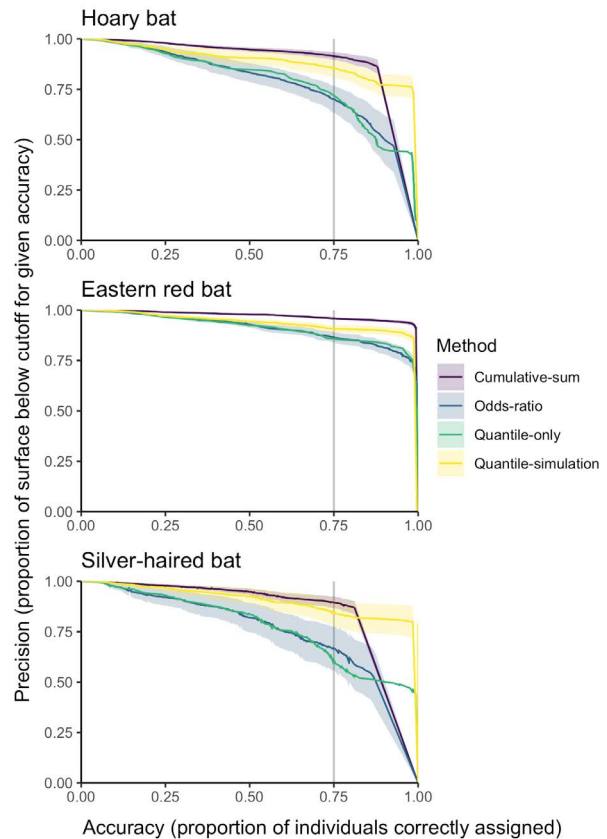 Hoary bat
1.00
0.75
0.50
0.25
0.00
0.00 0.25 0.50 0.75 1.00
Eastern red bat
1.00
0.75
0.50
0.25
0.00
0.00 0.25 0.50 0.75 1.00
Silver-haired bat
1.00
0.75
0.50
0.25
0.00
0.00 0.25 0.50 0.75 1.00
Precision (proportion of surface below cutoff for given accuracy)
Accuracy (proportion of individuals correctly assigned)
Method
Cumulative-sum
Odds-ratio
Quantile-only
Quantile-simulation